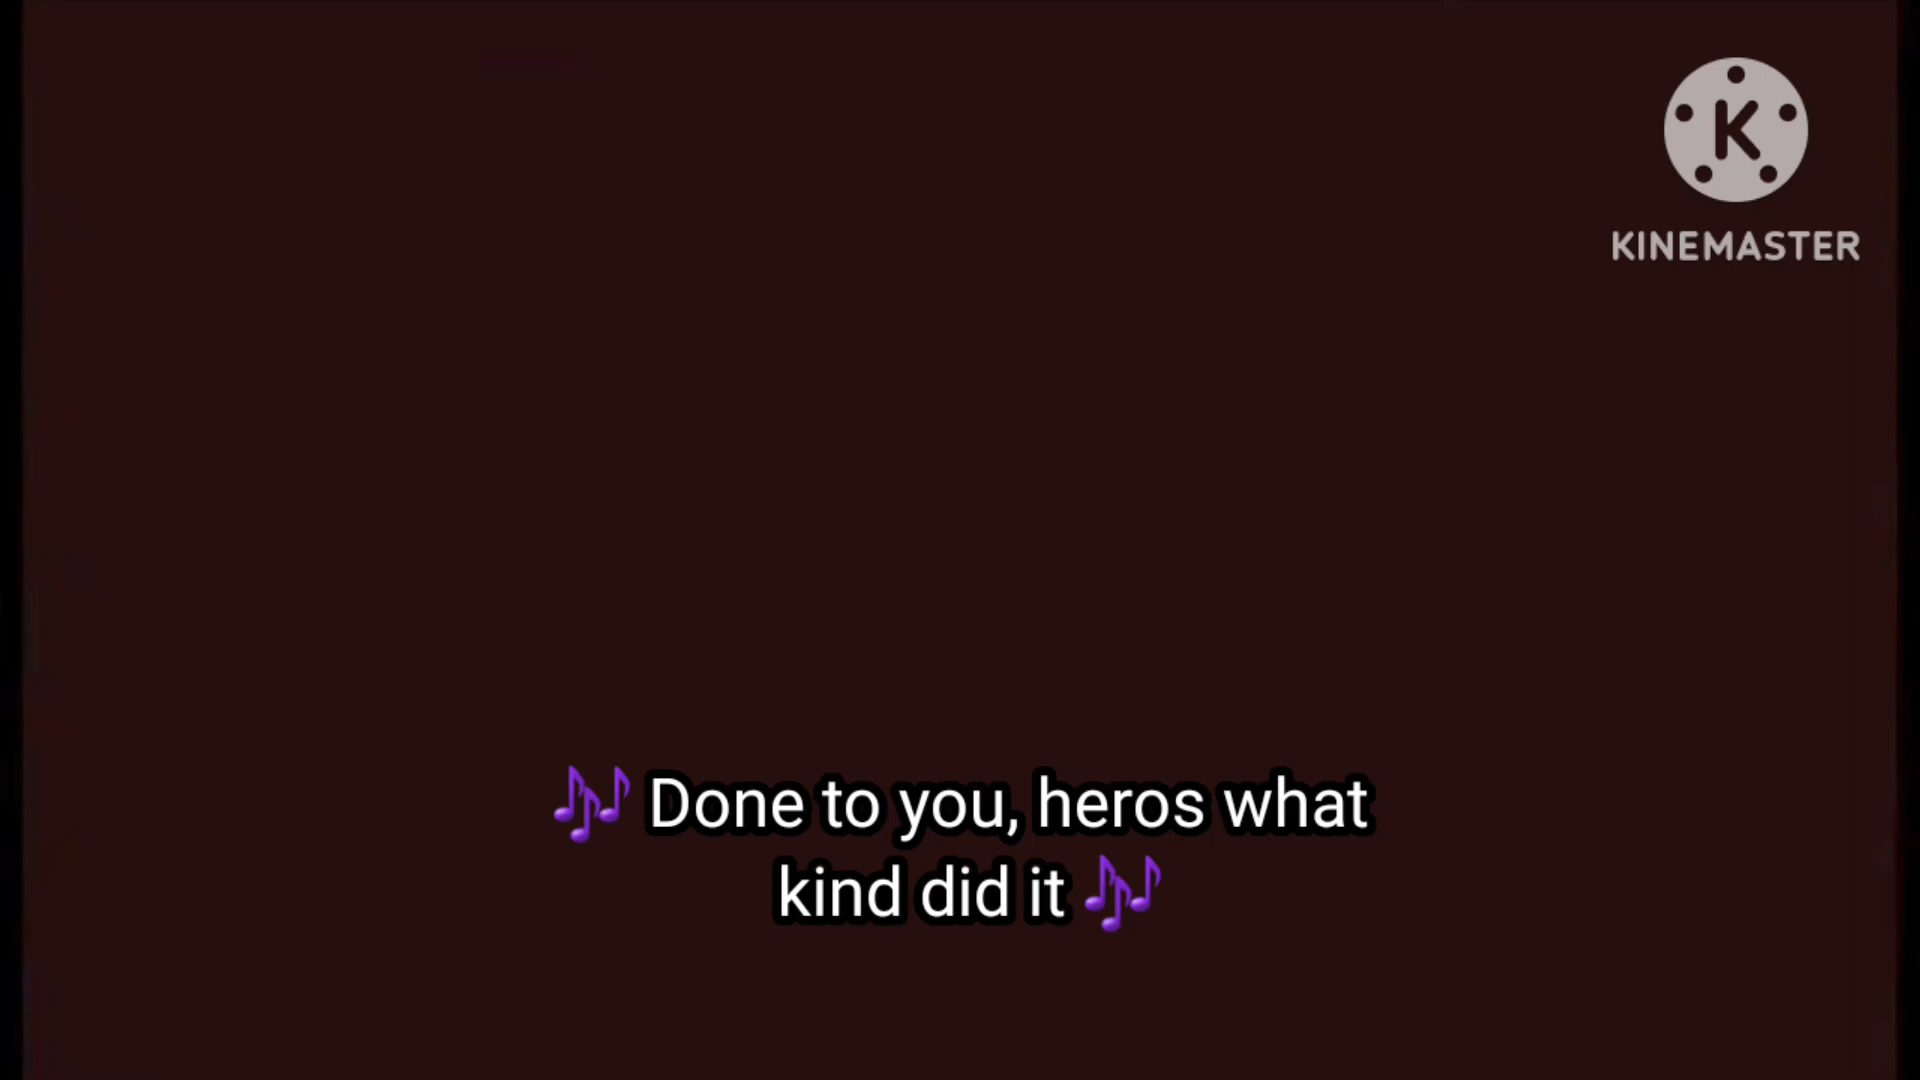 K
KINEMASTER
🎶 Done to you, heros what
kind did it 🎶